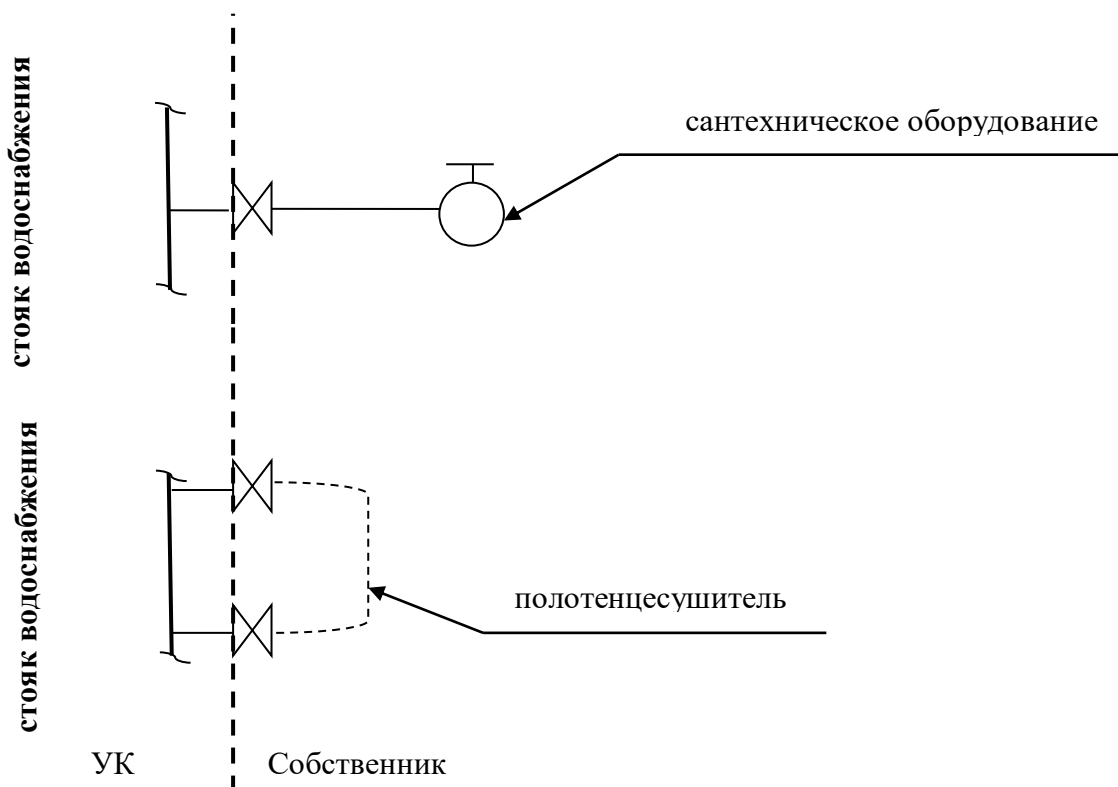 стояк водоснабжения
сантехническое оборудование
стояк водоснабжения
полотенцесушитель
УК
Собственник